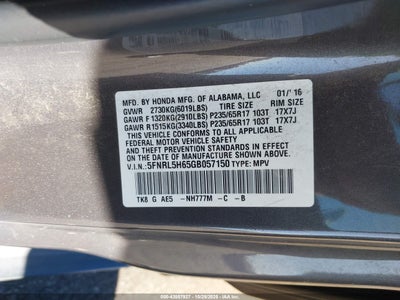 MFD. BY HONDA MFG. OF ALABAMA, LLC 01/'16
GVWR 2730KG(6019LBS) TIRE SIZE RIM SIZE
GAWR F 1320KG(2910LBS) P235/65R17 103T 17X7J
GAWR R1515KG(3340LBS) P235/65R17 103T 17X7J
THIS VEHICLE CONFORMS TO ALL APPLICABLE
FEDERAL MOTOR VEHICLE SAFETY AND THEFT
PREVENTION STANDARDS IN EFFECT ON THE
DATE OF MANUFACTURE SHOWN ABOVE.
V.I.N.:5FNRL5H65GB057150 TYPE: MPV
TK8 G AE5 -NH777M -C -B